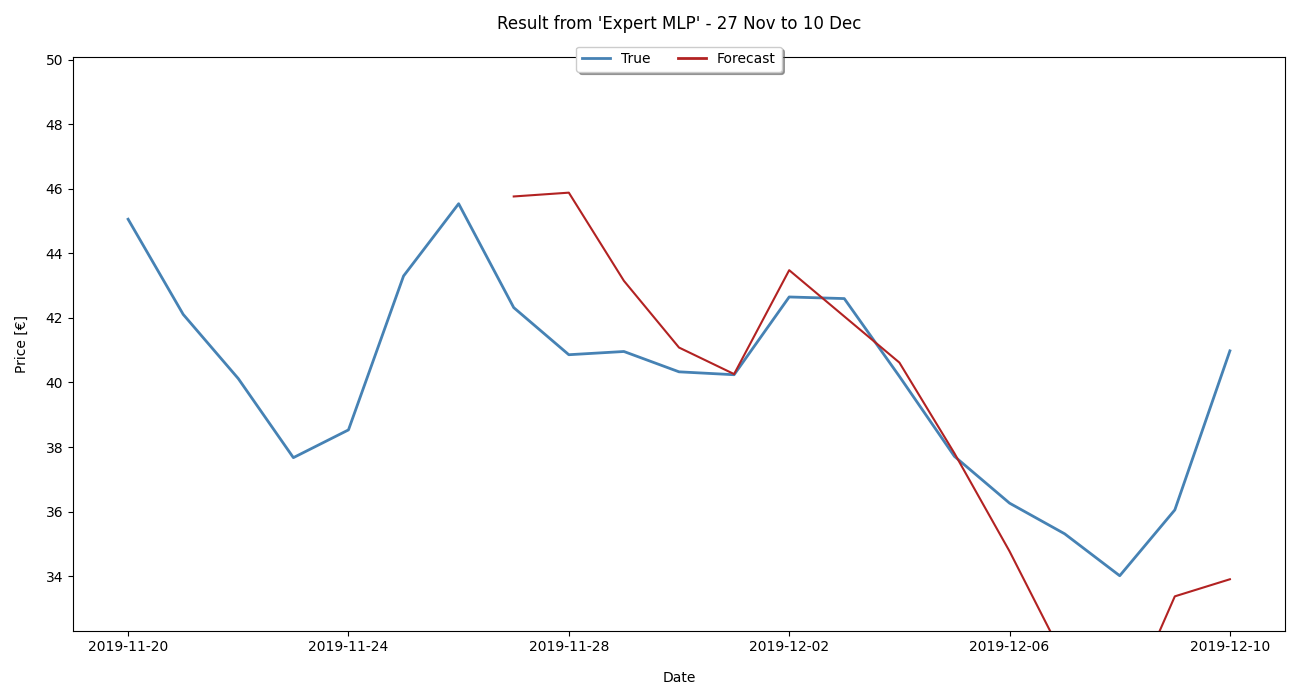 Result from 'Expert MLP' - 27 Nov to 10 Dec
True Forecast
50
48
46
44
42
40
38
36
34
Price [€]
2019-11-20 2019-11-24 2019-11-28 2019-12-02 2019-12-06 2019-12-10
Date